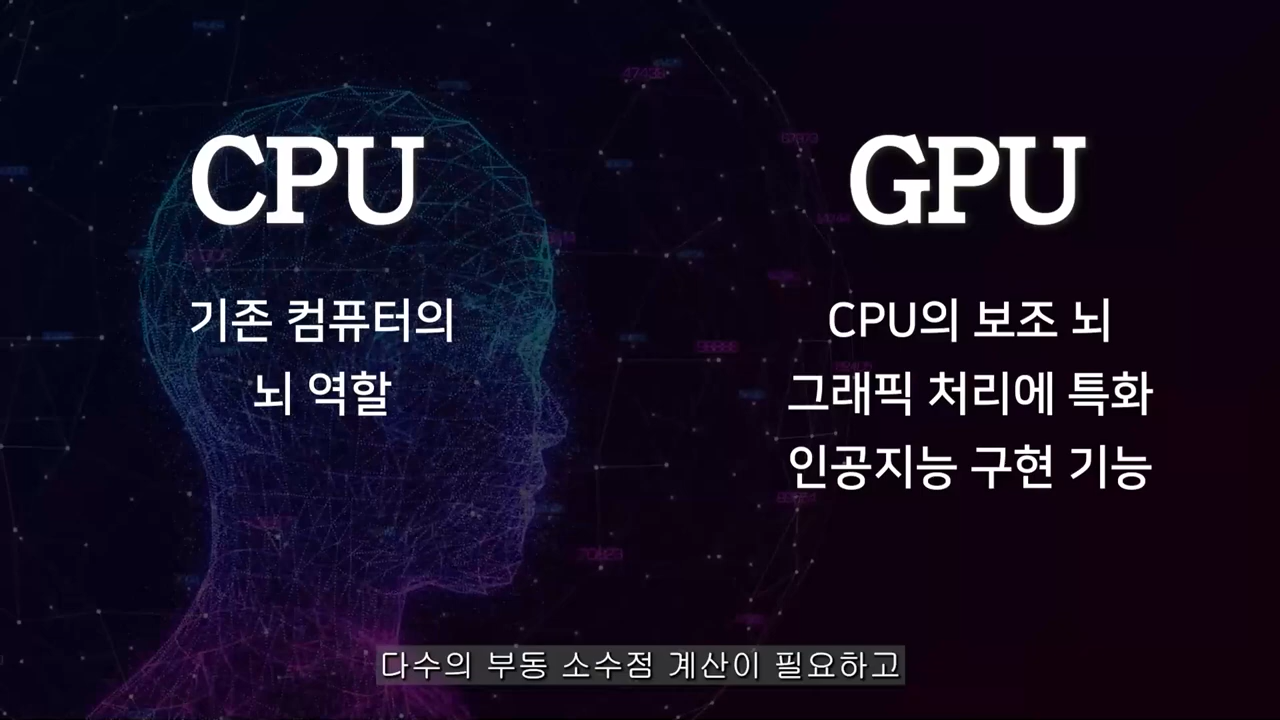 CPU
기존 컴퓨터의
뇌 역할
GPU
CPU의 보조 뇌
그래픽 처리에 특화
인공지능 구현 기능
다수의 부동 소수점 계산이 필요하고